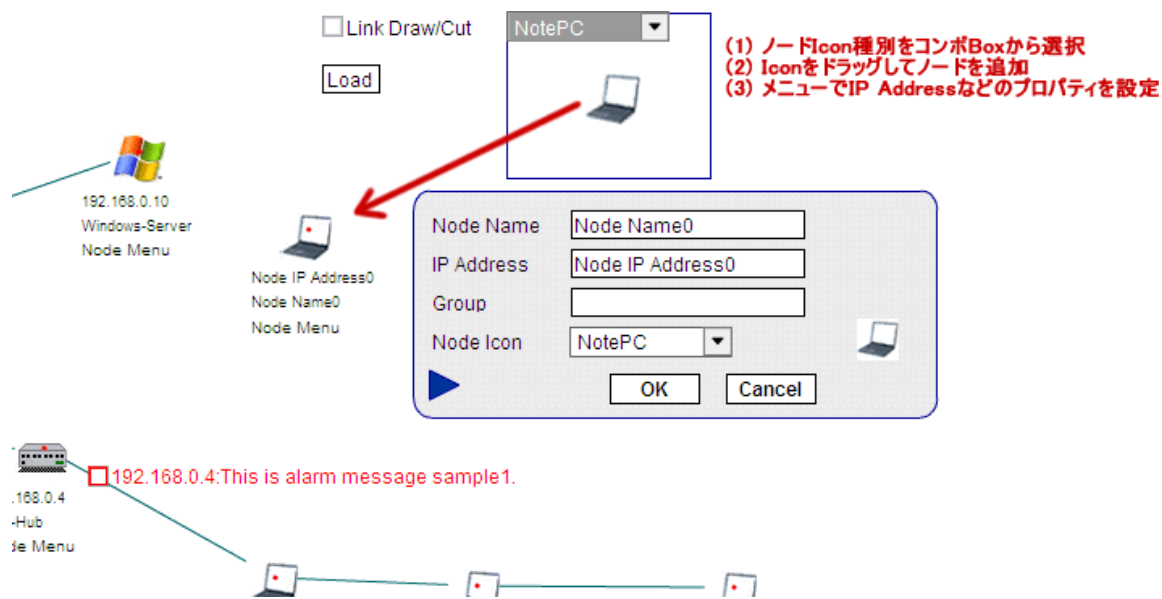 Link Draw/Cut
NotePC
Load
(1) ノードIcon種別をコンボBoxから選択
(2) Iconをドラッグしてノードを追加
(3) メニューでIP Addressなどのプロパティを設定
192.168.0.10
Windows-Server
Node Menu
Node IP Address0
Node Name0
Node Menu
Node Name Node Name0
IP Address Node IP Address0
Group
Node Icon NotePC
OK Cancel
192.168.0.4:This is alarm message sample1.
.168.0.4
-Hub
de Menu